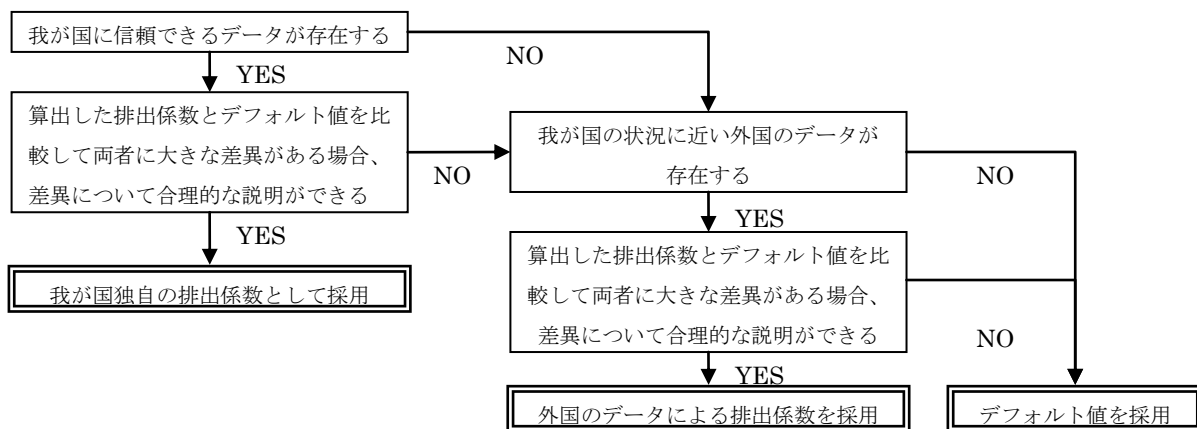 我が国に信頼できるデータが存在する
NO
YES
算出した排出係数とデフォルト値を比
較して両者に大きな差異がある場合、
差異について合理的な説明ができる
NO
我が国の状況に近い外国のデータが
存在する
NO
YES
YES
我が国独自の排出係数として採用
算出した排出係数とデフォルト値を比
較して両者に大きな差異がある場合、
差異について合理的な説明ができる
NO
YES
外国のデータによる排出係数を採用
デフォルト値を採用